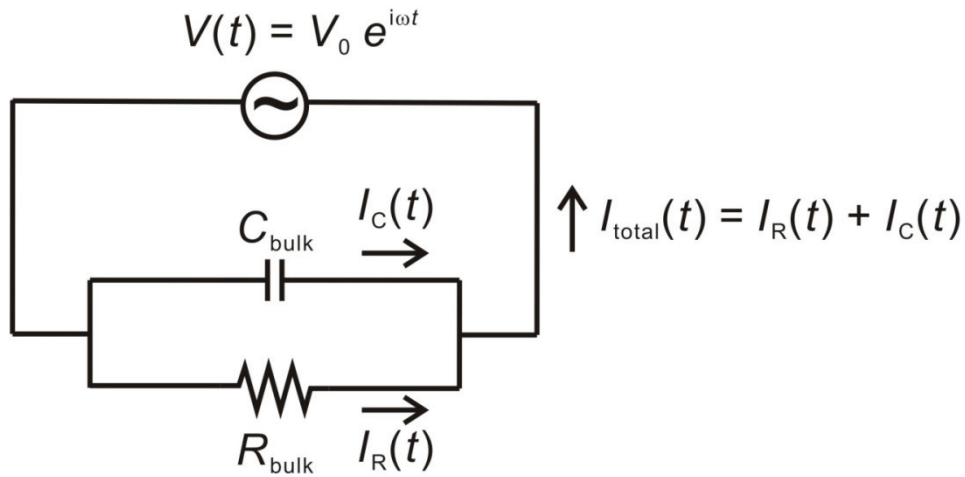 V(t) = V₀ e^{iωt}
I_C(t)
C_bulk
I_total(t) = I_R(t) + I_C(t)
R_bulk
I_R(t)